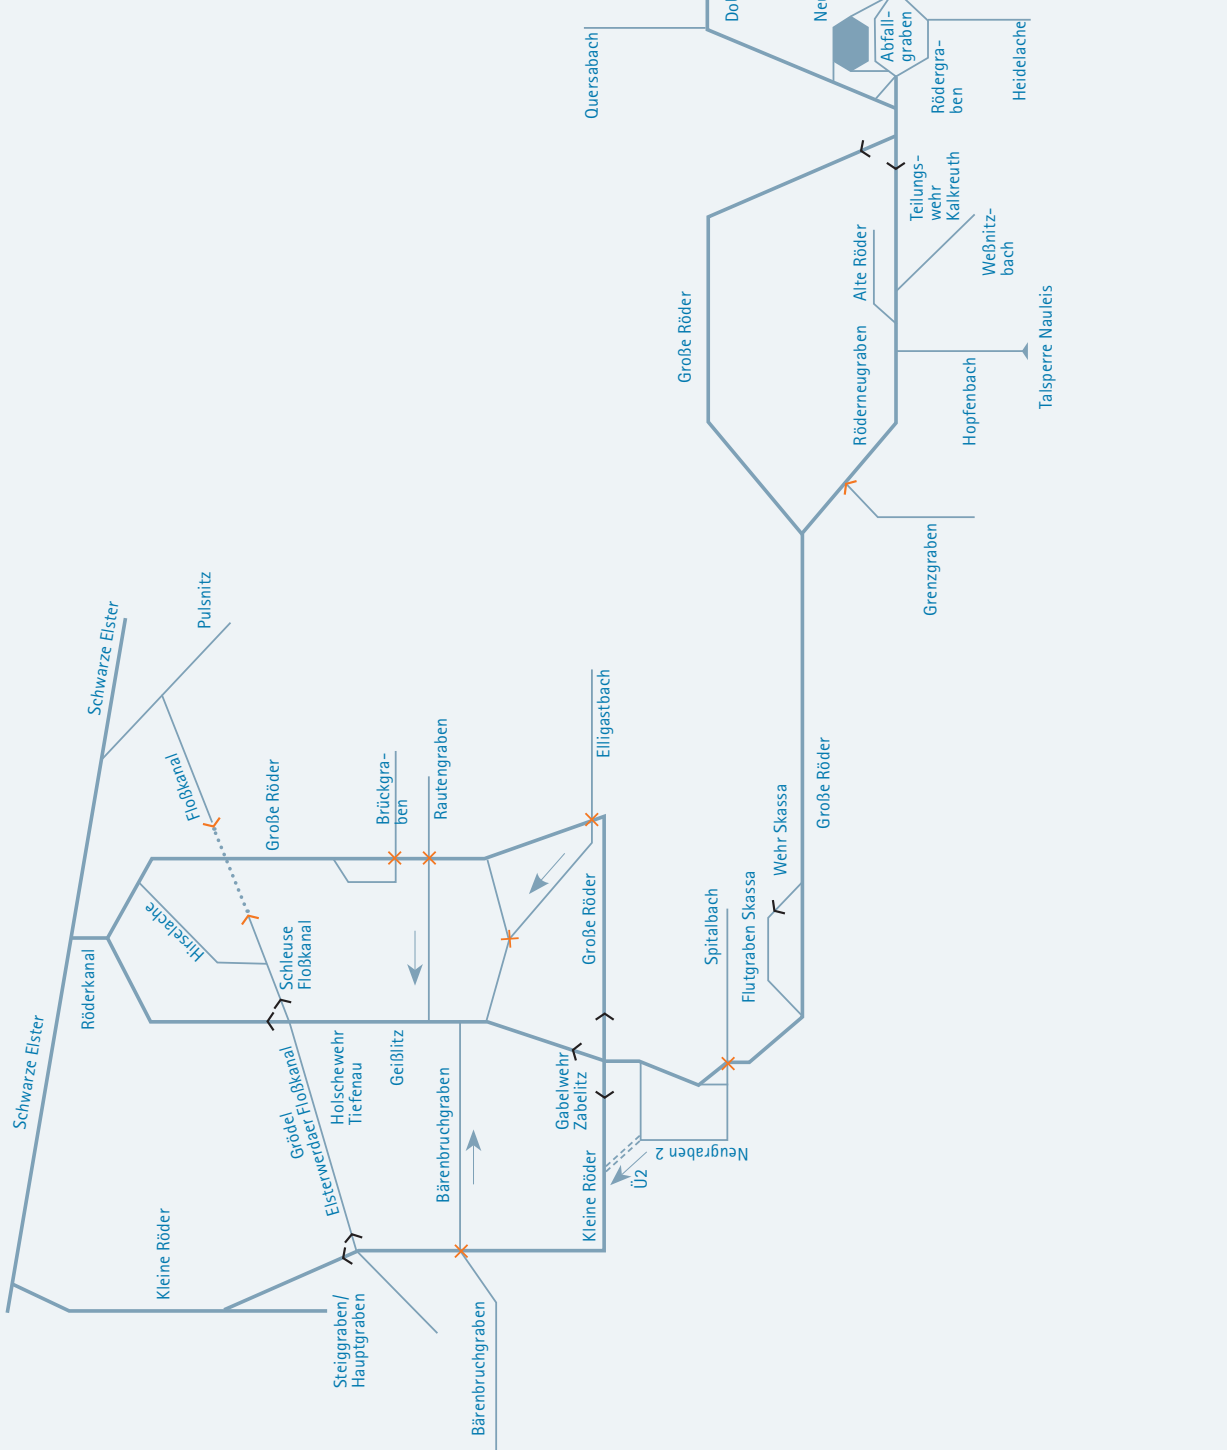 Schwarze Elster
Schwarze Elster
Pulsnitz
Floßkanal
Große Röder
Röderkanal
Hirselache
Schleuse
Floßkanal
Holschewehr
Tiefenau
Geißlitz
Grödel
Elsterwerdaer Floßkanal
Kleine Röder
Steiggraben/
Hauptgraben
Bärenbruchgraben
Bärenbruchgraben
Brückgra-
ben
Rautengraben
Elligastbach
Große Röder
Gabelwehr
Zabelitz
Kleine Röder
Ü2
Neugraben 2
Spitalbach
Flutgraben Skassa
Wehr Skassa
Große Röder
Grenzgraben
Große Röder
Röderneugraben
Alte Röder
Hopfenbach
Talsperre Nauleis
Weßnitz-
bach
Teilungs-
wehr
Kalkreuth
Rödergra-
ben
Heidelache
Abfall-
graben
Quersabach